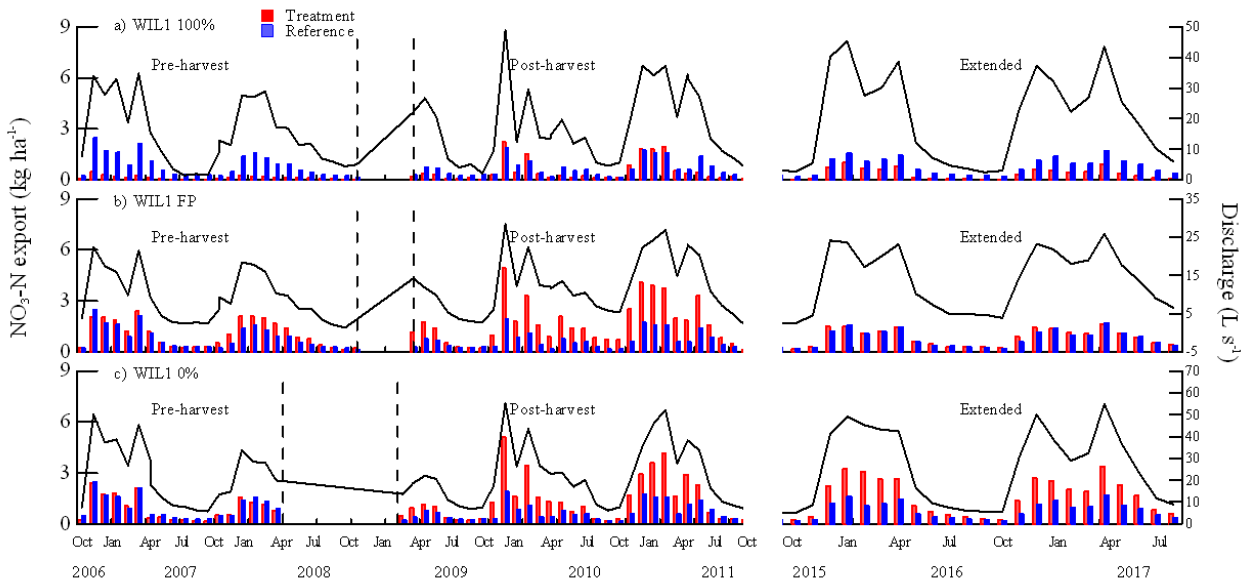 9 a) WIL1 100% Treatment 50
Reference
Pre-harvest Post-harvest Extended 40
6 30
3 20
10
0 0
9 b) WIL1 FP 35
Pre-harvest Post-harvest Extended 25
6 15
3 5
0 -5
9 c) WIL1 0% 70
60
Pre-harvest Post-harvest Extended 50
6 40
30
3 20
10
0 0
NO₃-N export (kg ha⁻¹)
Discharge (L s⁻¹)
Oct Jan Apr Jul Oct Jan Apr Jul Oct Jan Apr Jul Oct Jan Apr Jul Oct Jan Apr Jul Oct Oct Jan Apr Jul Oct Jan Apr Jul
2006 2007 2008 2009 2010 2011 2015 2016 2017